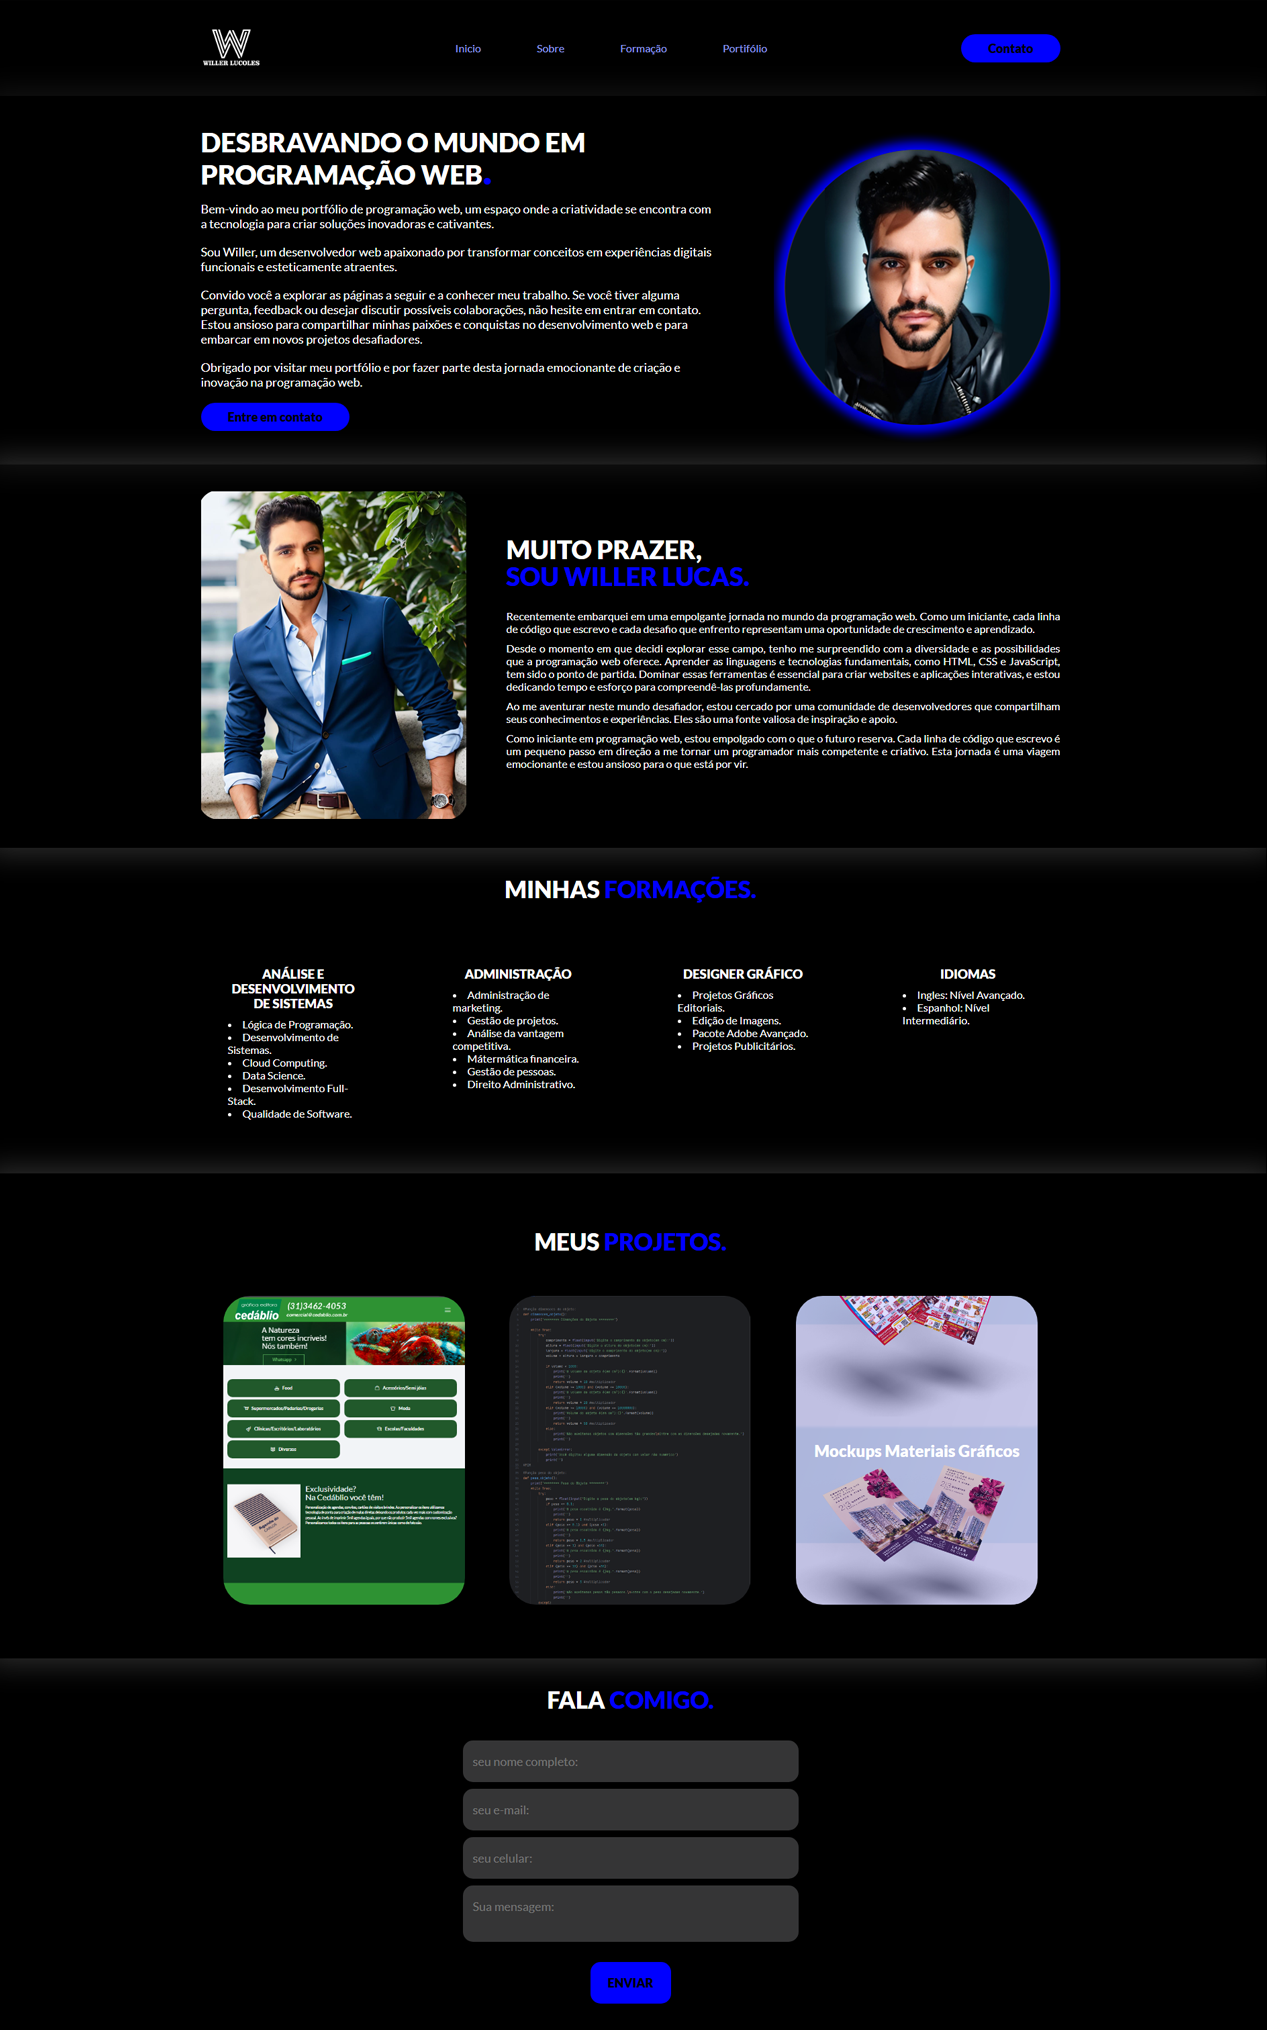 W
WILLER LUCOLES
Inicio
Sobre
Formação
Portifólio
Contato
DESBRAVANDO O MUNDO EM
PROGRAMAÇÃO WEB.
Bem-vindo ao meu portfólio de programação web, um espaço onde a criatividade se encontra com
a tecnologia para criar soluções inovadoras e cativantes.
Sou Willer, um desenvolvedor web apaixonado por transformar conceitos em experiências digitais
funcionais e esteticamente atraentes.
Convido você a explorar as páginas a seguir e a conhecer meu trabalho. Se você tiver alguma
pergunta, feedback ou desejar discutir possíveis colaborações, não hesite em entrar em contato.
Estou ansioso para compartilhar minhas paixões e conquistas no desenvolvimento web e para
embarcar em novos projetos desafiadores.
Obrigado por visitar meu portfólio e por fazer parte desta jornada emocionante de criação e
inovação na programação web.
Entre em contato
MUITO PRAZER,
SOU WILLER LUCAS.
Recentemente embarquei em uma empolgante jornada no mundo da programação web. Como um iniciante, cada linha
de código que escrevo e cada desafio que enfrento representam uma oportunidade de crescimento e aprendizado.
Desde o momento em que decidi explorar esse campo, tenho me surpreendido com a diversidade e as possibilidades
que a programação web oferece. Aprender as linguagens e tecnologias fundamentais, como HTML, CSS e JavaScript,
tem sido o ponto de partida. Dominar essas ferramentas é essencial para criar websites e aplicações interativas, e estou
dedicando tempo e esforço para compreendê-las profundamente.
Ao me aventurar neste mundo desafiador, estou cercado por uma comunidade de desenvolvedores que compartilham
seus conhecimentos e experiências. Eles são uma fonte valiosa de inspiração e apoio.
Como iniciante em programação web, estou empolgado com o que o futuro reserva. Cada linha de código que escrevo é
um pequeno passo em direção a me tornar um programador mais competente e criativo. Esta jornada é uma viagem
emocionante e estou ansioso para o que está por vir.
MINHAS FORMAÇÕES.
ANÁLISE E
DESENVOLVIMENTO
DE SISTEMAS
• Lógica de Programação.
• Desenvolvimento de
Sistemas.
• Cloud Computing.
• Data Science.
• Desenvolvimento Full-
Stack.
• Qualidade de Software.
ADMINISTRAÇÃO
• Administração de
marketing.
• Gestão de projetos.
• Análise da vantagem
competitiva.
• Mátermática financeira.
• Gestão de pessoas.
• Direito Administrativo.
DESIGNER GRÁFICO
• Projetos Gráficos
Editoriais.
• Edição de Imagens.
• Pacote Adobe Avançado.
• Projetos Publicitários.
IDIOMAS
• Ingles: Nível Avançado.
• Espanhol: Nível
Intermediário.
MEUS PROJETOS.
gráfica editora
cedáblio
(31)3462-4053
comercial@cedablio.com.br
A Natureza
tem cores incríveis!
Nós também!
Whatsapp
Food
Acessórios/Semijóias
Supermercados/Padarias/Drogarias
Moda
Clínicas/Escritórios/Laboratórios
Escolas/Faculdades
Diversos
Exclusividade?
Na Cedáblio você têm!
Mockups Materiais Gráficos
FALA COMIGO.
seu nome completo:
seu e-mail:
seu celular:
Sua mensagem:
ENVIAR